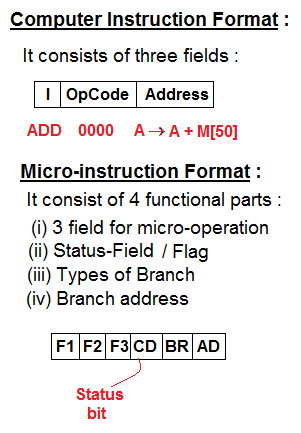 Computer Instruction Format :
It consists of three fields :
I OpCode Address
ADD 0000 A → A + M[50]
Micro-instruction Format :
It consist of 4 functional parts :
(i) 3 field for micro-operation
(ii) Status-Field / Flag
(iii) Types of Branch
(iv) Branch address
F1 F2 F3 CD BR AD
Status
bit